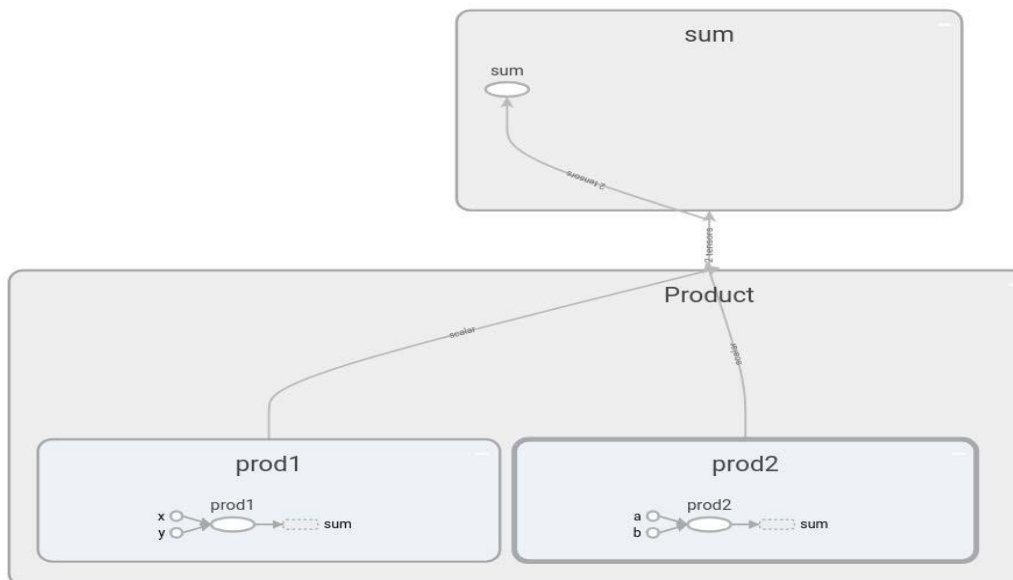 sum
sum
2 tensors
2 tensors
Product
scalar
scalar
prod1
prod1
x
y
sum
prod2
prod2
a
b
sum